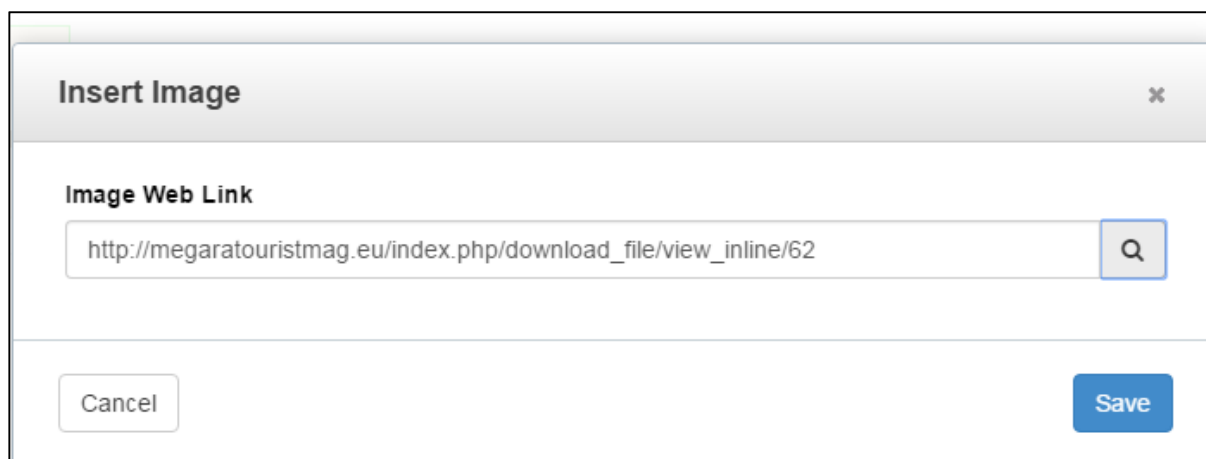 Insert Image
Image Web Link
http://megaratouristmag.eu/index.php/download_file/view_inline/62
Cancel
Save